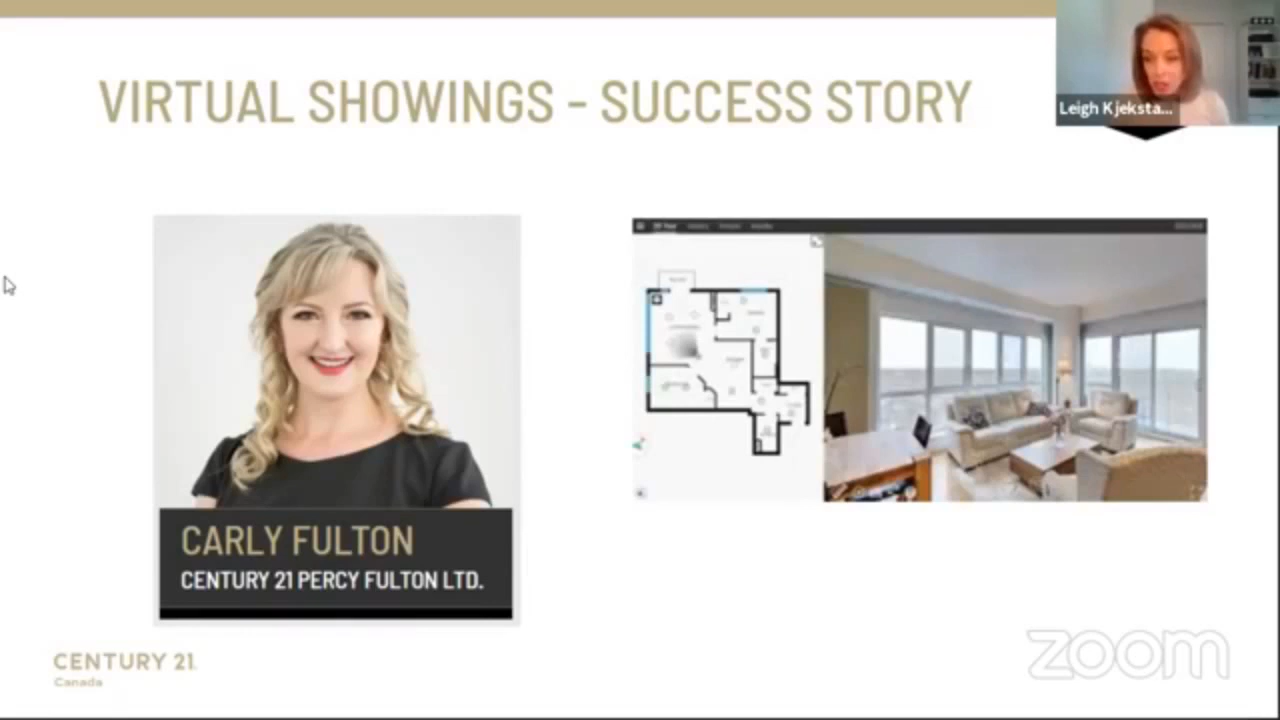 VIRTUAL SHOWINGS - SUCCESS STORY
Leigh Kjeksta...
CARLY FULTON
CENTURY 21 PERCY FULTON LTD.
CENTURY 21
Canada
zoom